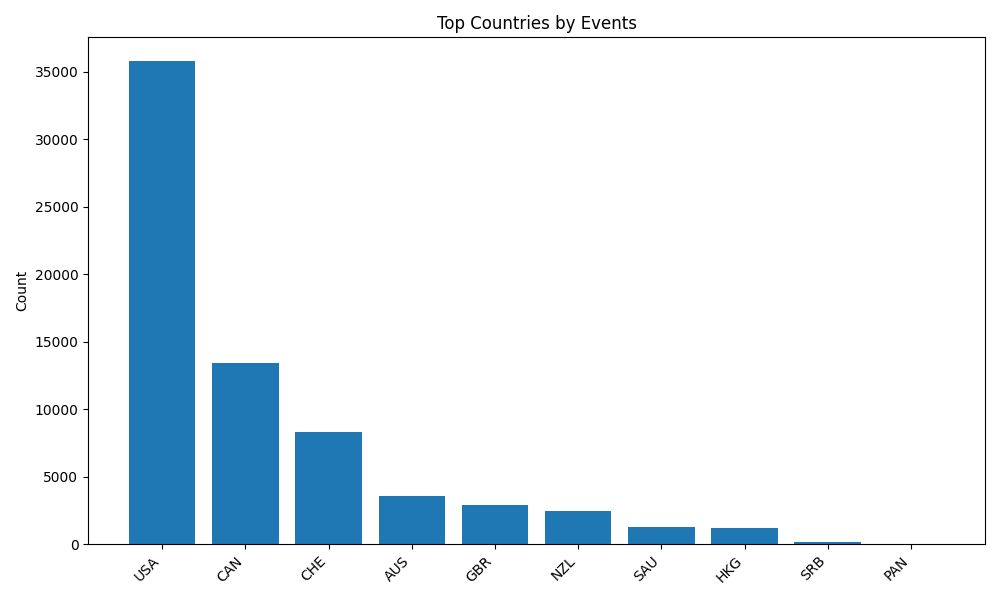 Top Countries by Events
Count
35000
30000
25000
20000
15000
10000
5000
0
USA
CAN
CHE
AUS
GBR
NZL
SAU
HKG
SRB
PAN